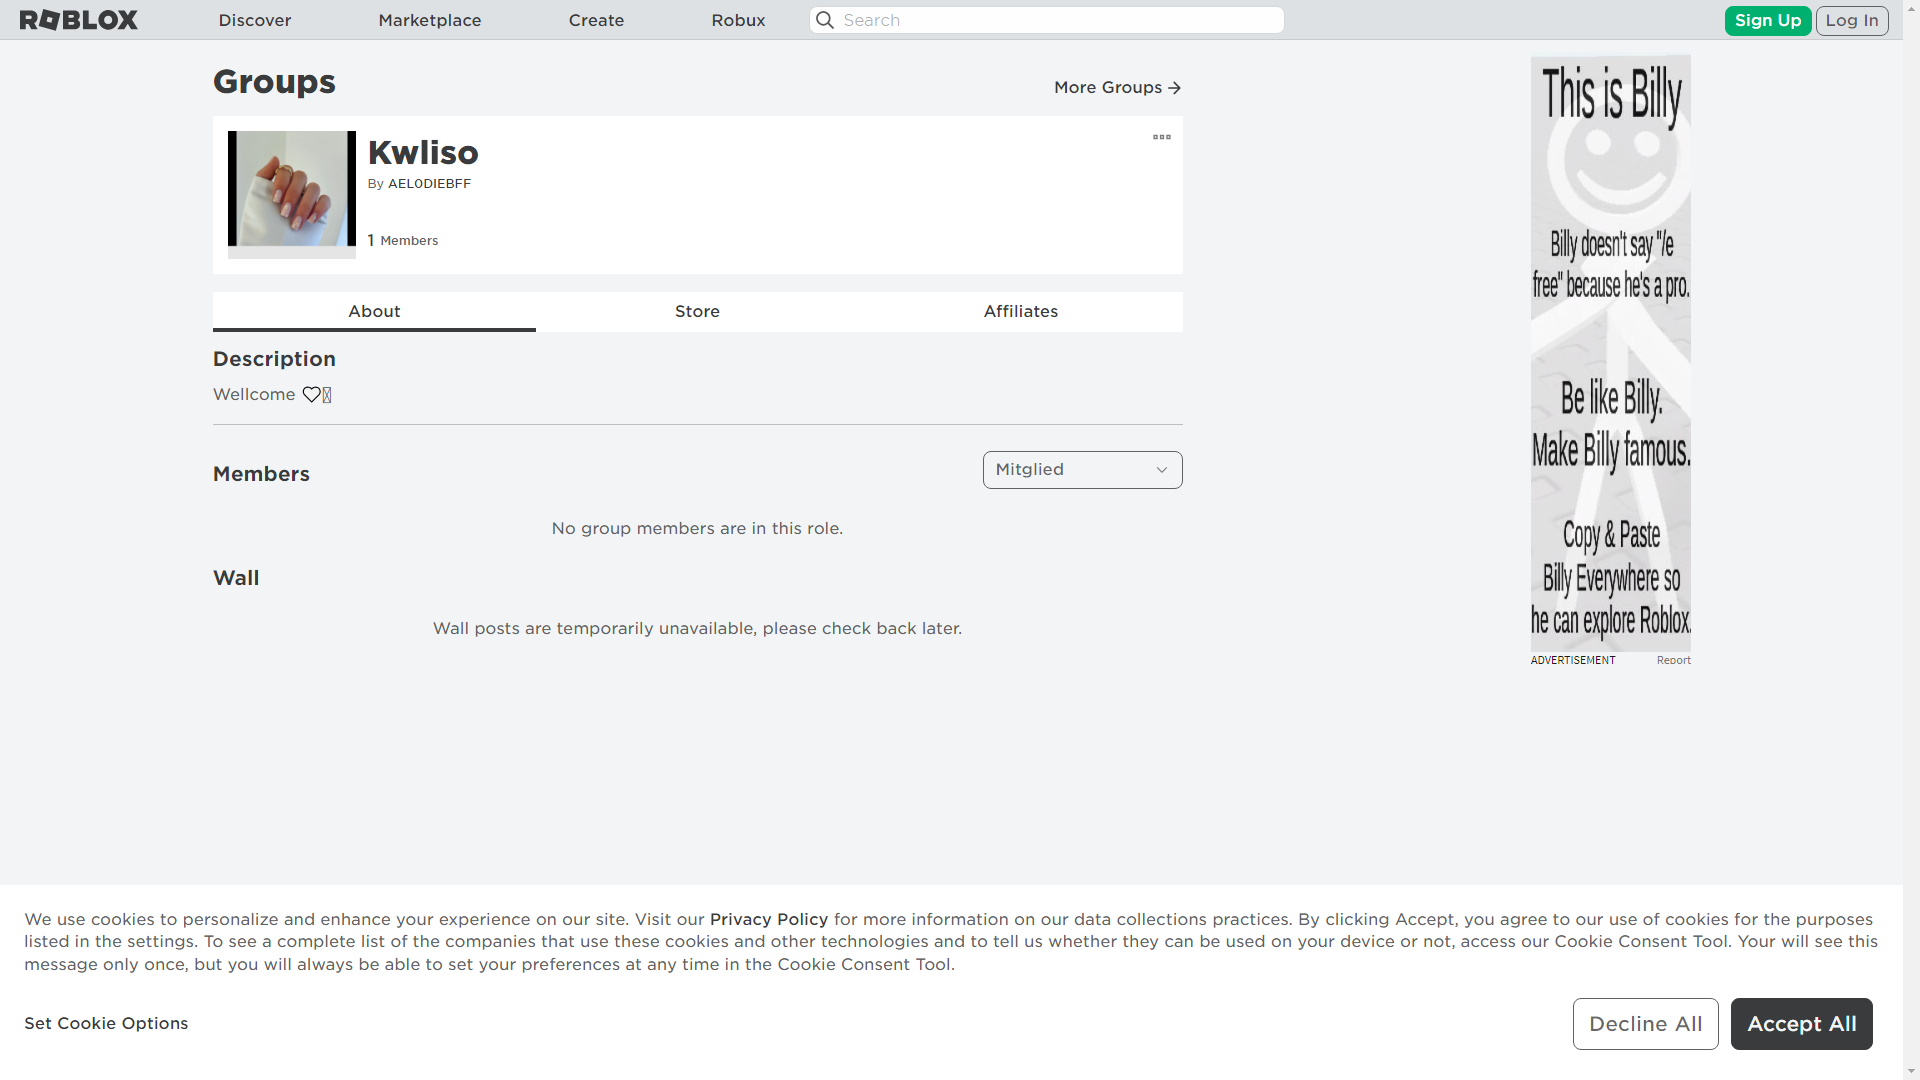 ROBLOX
Discover
Marketplace
Create
Robux
Search
Sign Up
Log In
Groups
More Groups
Kwliso
By AEL0DIEBFF
1 Members
About
Store
Affiliates
Description
Wellcome ♡
Members
Mitglied
No group members are in this role.
Wall
Wall posts are temporarily unavailable, please check back later.
This is Billy
Billy doesn't say "/e
free" because he's a pro.
Be like Billy.
Make Billy famous.
Copy & Paste
Billy Everywhere so
he can explore Roblox.
ADVERTISEMENT
Report
We use cookies to personalize and enhance your experience on our site. Visit our Privacy Policy for more information on our data collections practices. By clicking Accept, you agree to our use of cookies for the purposes
listed in the settings. To see a complete list of the companies that use these cookies and other technologies and to tell us whether they can be used on your device or not, access our Cookie Consent Tool. Your will see this
message only once, but you will always be able to set your preferences at any time in the Cookie Consent Tool.
Set Cookie Options
Decline All
Accept All